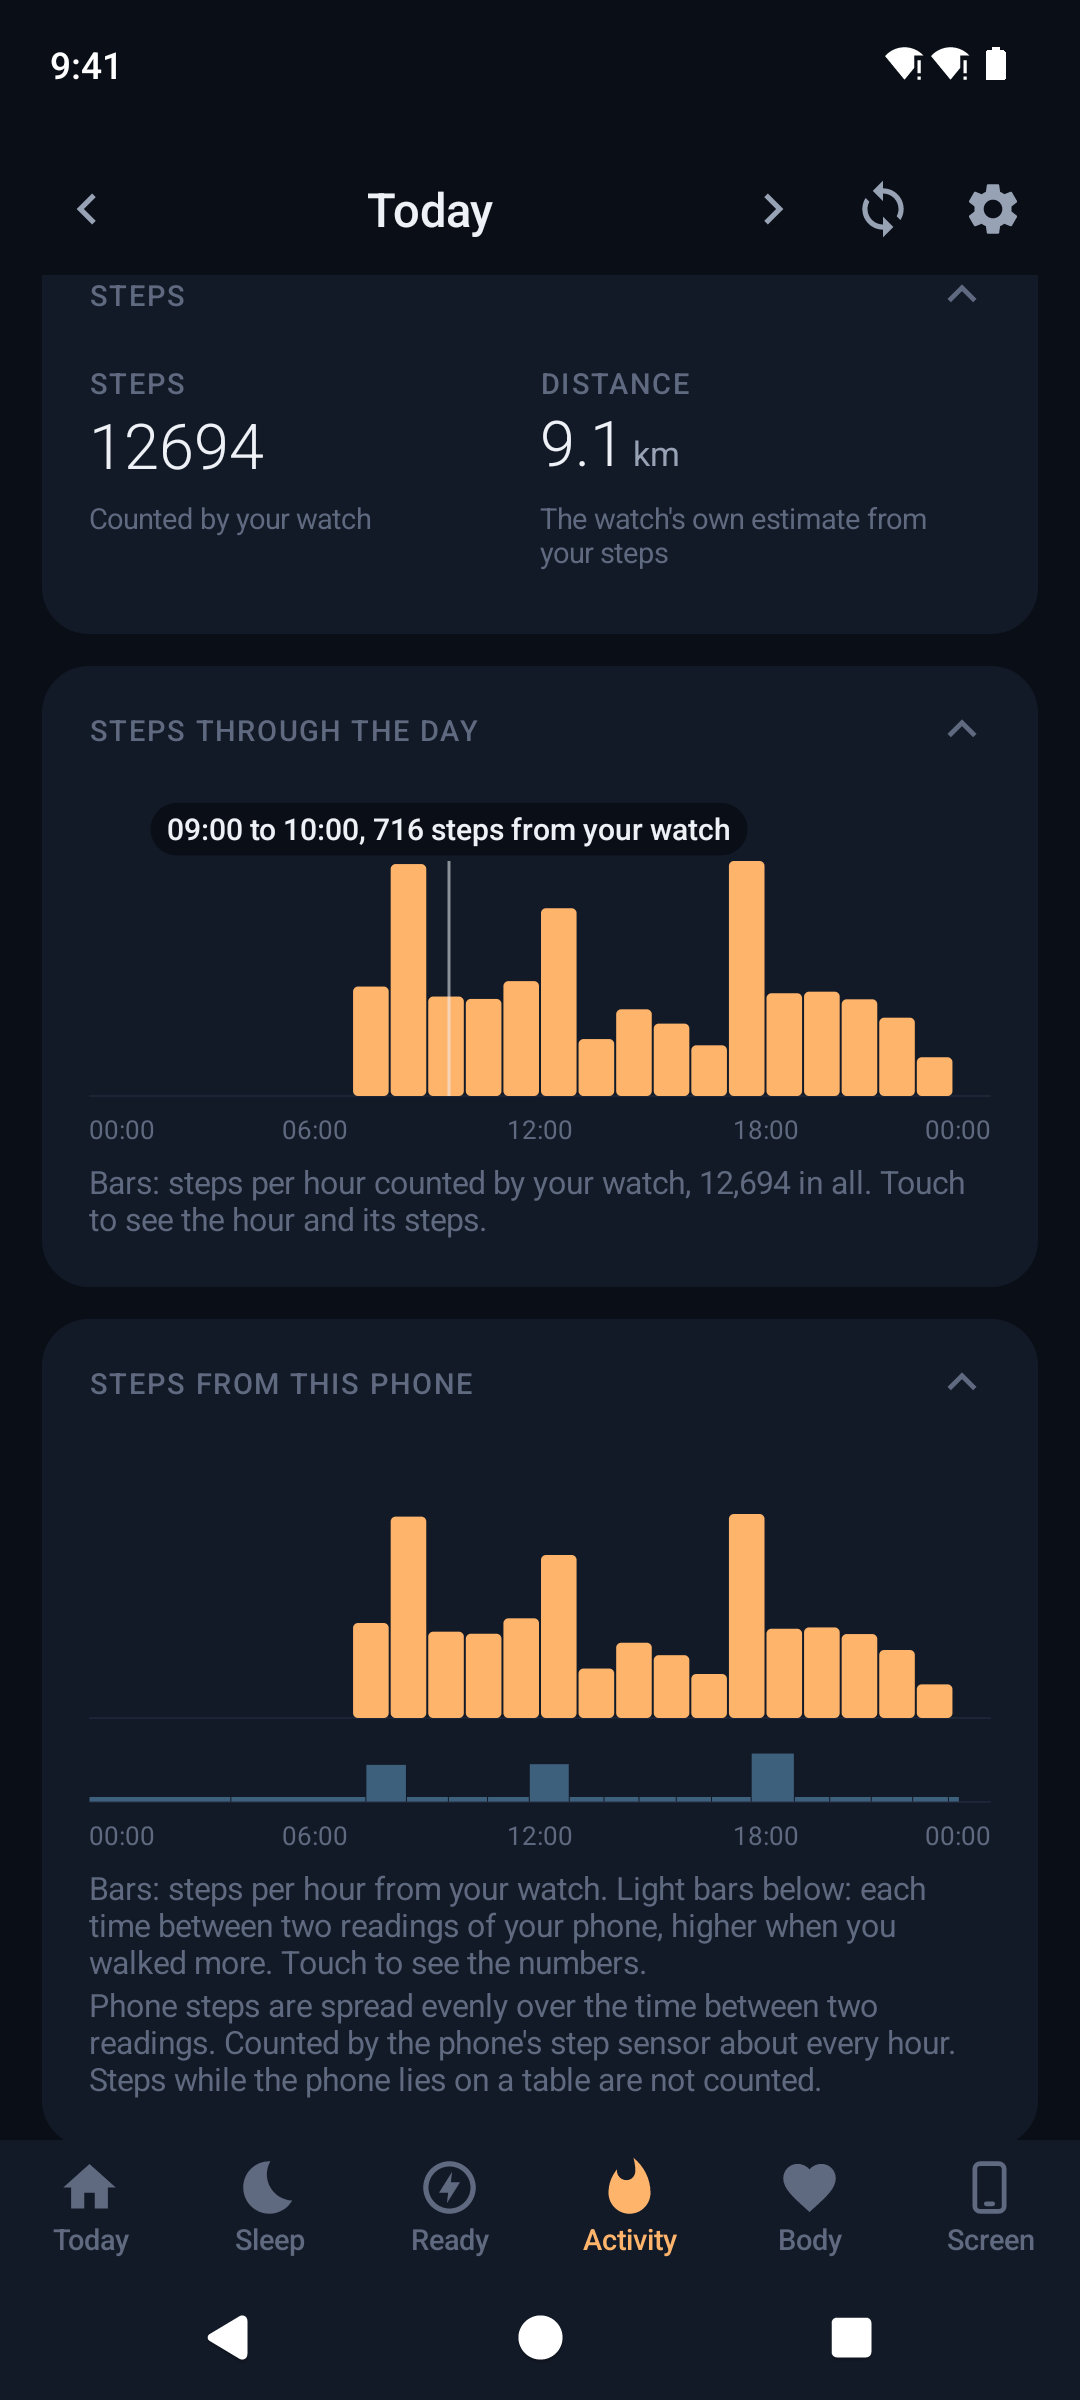 9:41
Today
STEPS
STEPS
DISTANCE
12694
9.1 km
Counted by your watch
The watch's own estimate from
your steps
STEPS THROUGH THE DAY
09:00 to 10:00, 716 steps from your watch
00:00 06:00 12:00 18:00 00:00
Bars: steps per hour counted by your watch, 12,694 in all. Touch
to see the hour and its steps.
STEPS FROM THIS PHONE
00:00 06:00 12:00 18:00 00:00
Bars: steps per hour from your watch. Light bars below: each
time between two readings of your phone, higher when you
walked more. Touch to see the numbers.
Phone steps are spread evenly over the time between two
readings. Counted by the phone's step sensor about every hour.
Steps while the phone lies on a table are not counted.
Today Sleep Ready Activity Body Screen